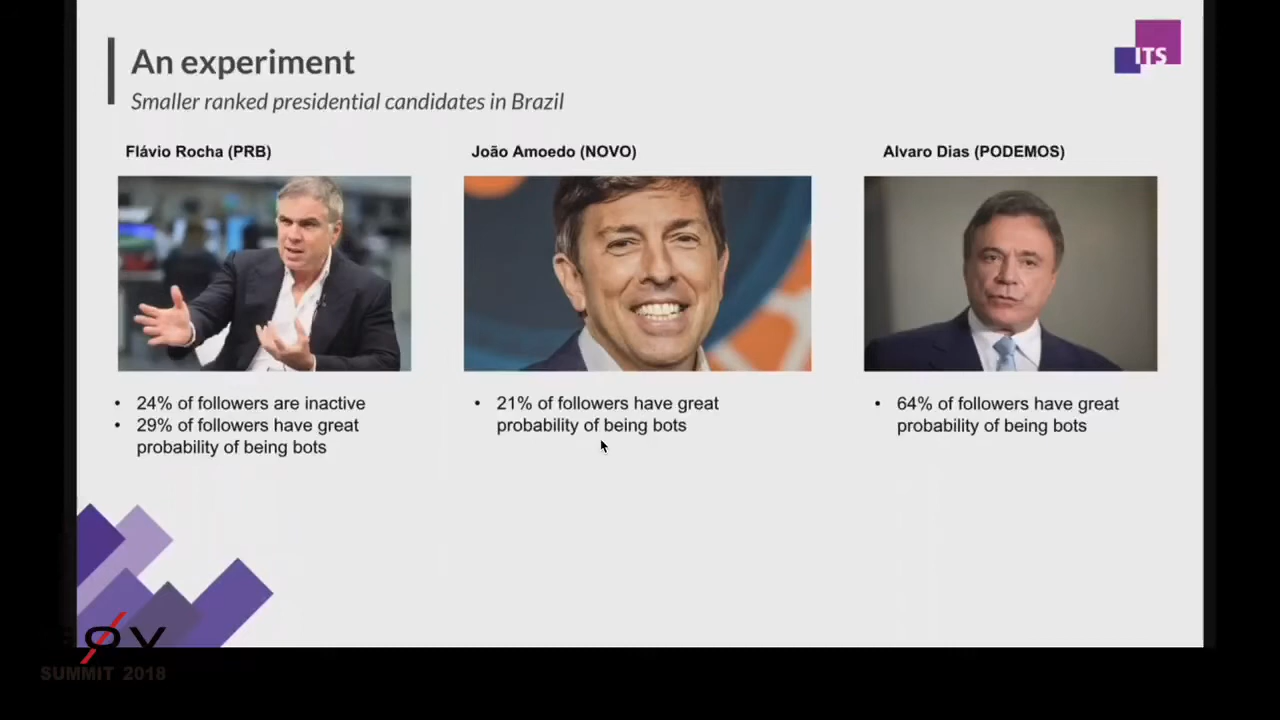 An experiment
ITS
Smaller ranked presidential candidates in Brazil
Flávio Rocha (PRB)
João Amoedo (NOVO)
Alvaro Dias (PODEMOS)
• 24% of followers are inactive
• 29% of followers have great
probability of being bots
• 21% of followers have great
probability of being bots
• 64% of followers have great
probability of being bots
SUMMIT 2018